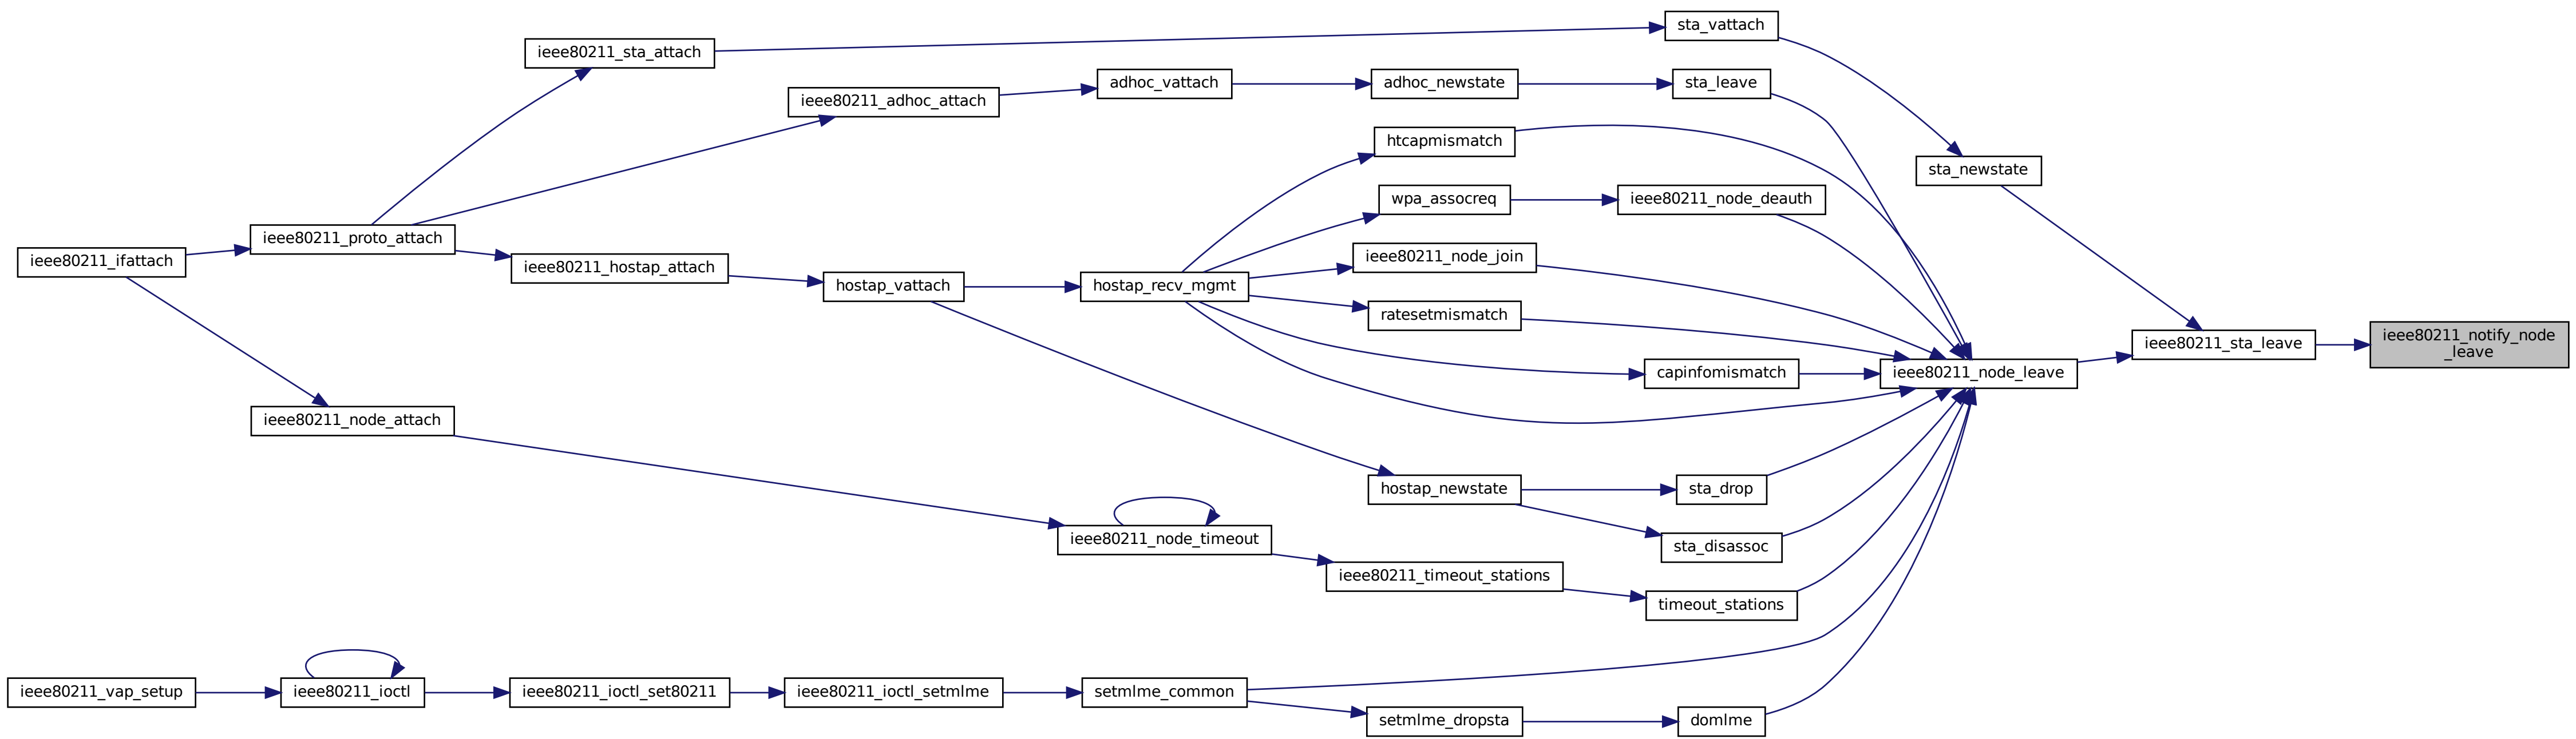 sta_vattach
ieee80211_sta_attach
adhoc_vattach
adhoc_newstate
sta_leave
ieee80211_adhoc_attach
htcapmismatch
sta_newstate
wpa_assocreq
ieee80211_node_deauth
ieee80211_proto_attach
ieee80211_ifattach
ieee80211_hostap_attach
ieee80211_node_join
hostap_vattach
hostap_recv_mgmt
ratesetmismatch
ieee80211_sta_leave
ieee80211_notify_node
_leave
capinfomismatch
ieee80211_node_leave
ieee80211_node_attach
hostap_newstate
sta_drop
ieee80211_node_timeout
sta_disassoc
ieee80211_timeout_stations
timeout_stations
ieee80211_vap_setup
ieee80211_ioctl
ieee80211_ioctl_set80211
ieee80211_ioctl_setmlme
setmlme_common
setmlme_dropsta
domlme